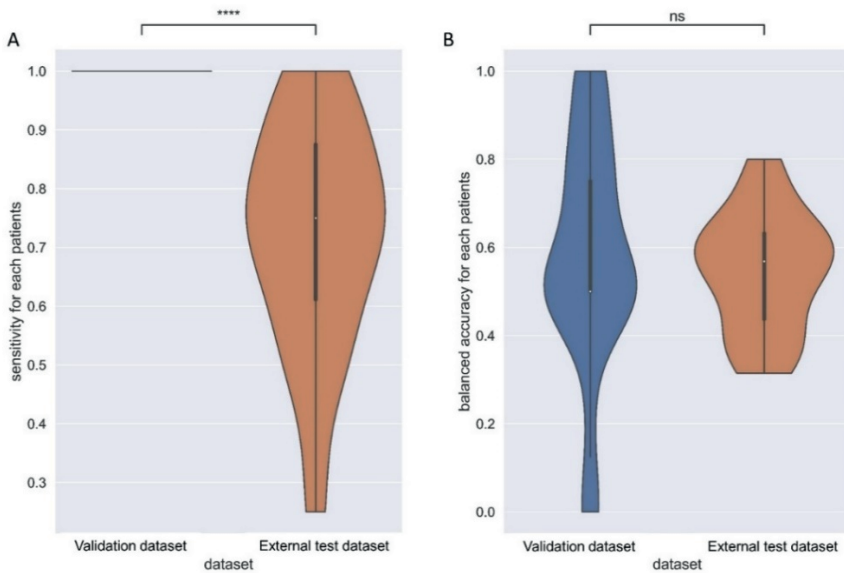 A
****
1.0
0.9
0.8
0.7
0.6
0.5
0.4
0.3
sensitivity for each patients
Validation dataset
External test dataset
dataset
B
ns
1.0
0.8
0.6
0.4
0.2
0.0
balanced accuracy for each patients
Validation dataset
External test dataset
dataset